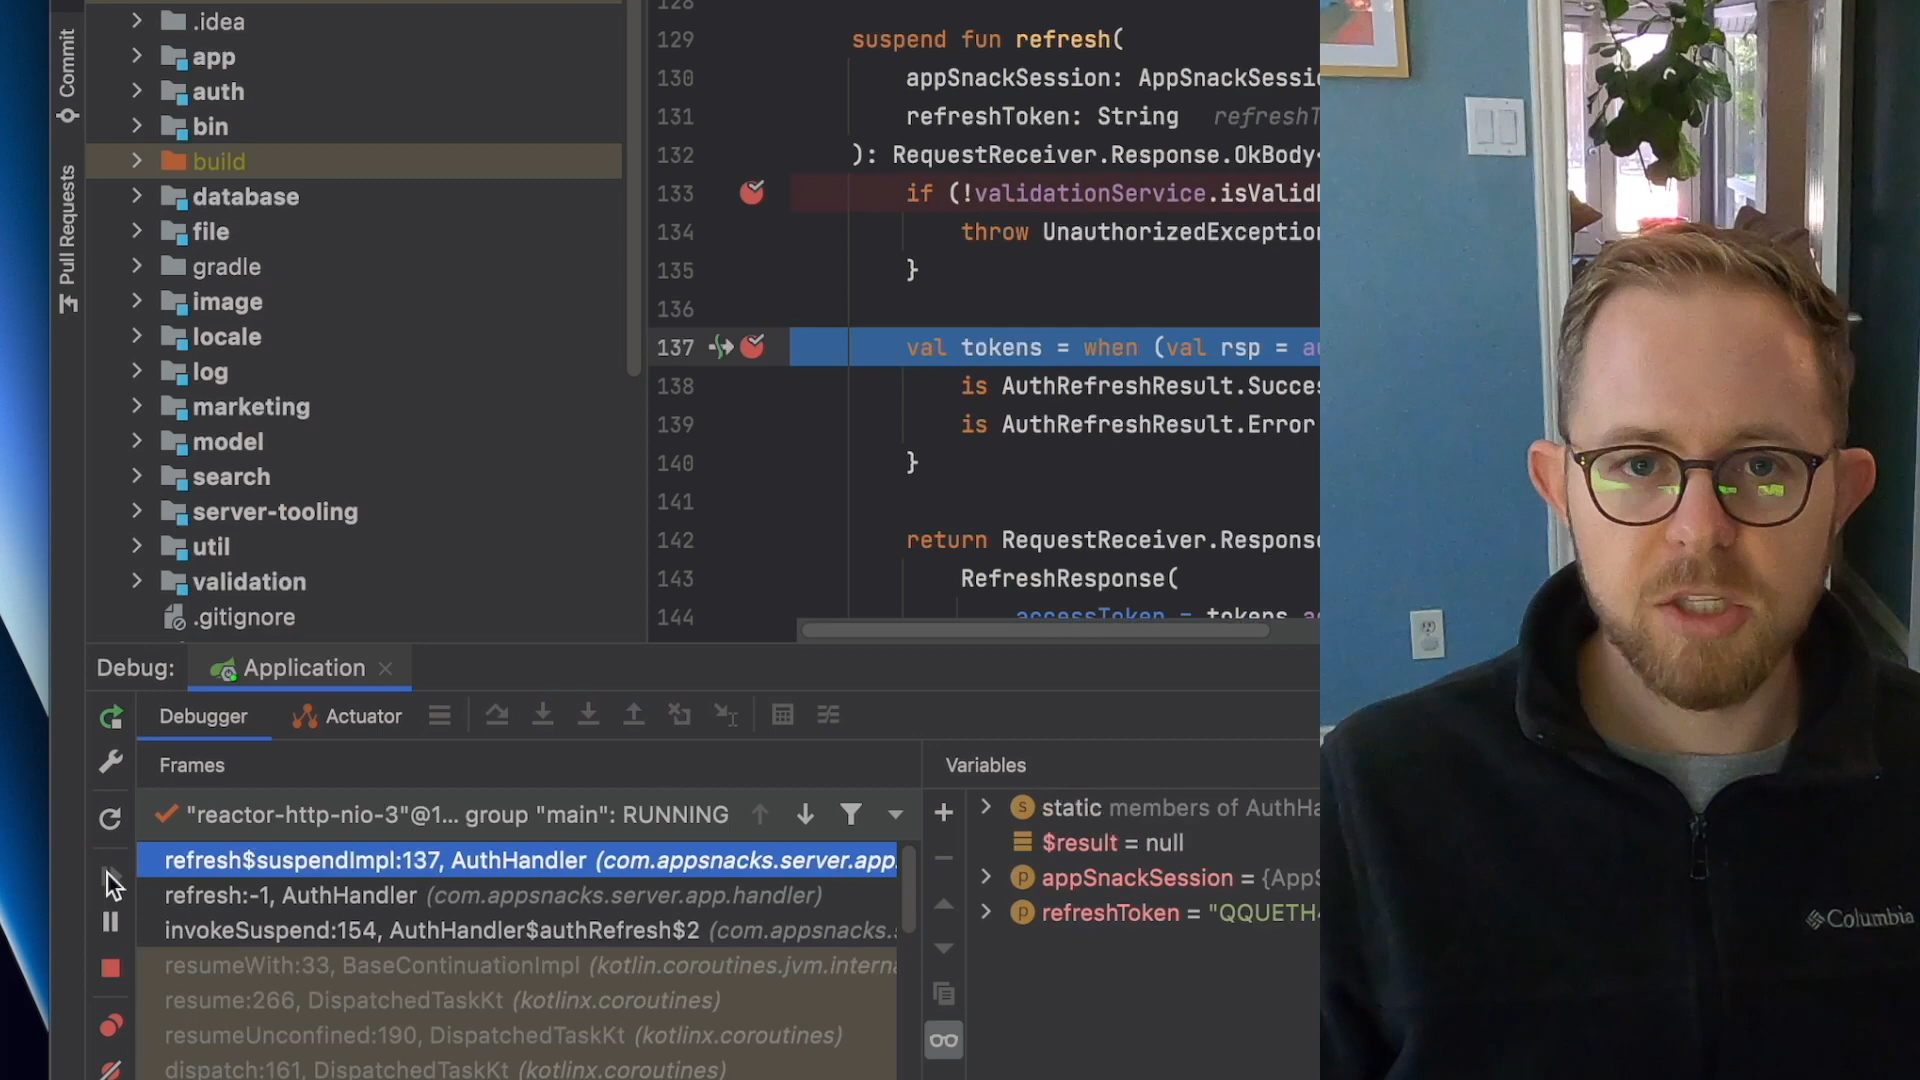 Commit
Pull Requests
.idea
app
auth
bin
build
database
file
gradle
image
locale
log
marketing
model
search
server-tooling
util
validation
.gitignore
128
129 suspend fun refresh(
130 appSnackSession: AppSnackSessi
131 refreshToken: String refreshT
132 ): RequestReceiver.Response.OkBody
133 if (!validationService.isValid
134 throw UnauthorizedExceptio
135 }
136
137 val tokens = when (val rsp = a
138 is AuthRefreshResult.Succe
139 is AuthRefreshResult.Error
140 }
141
142 return RequestReceiver.Response
143 RefreshResponse(
144 accessToken = tokens.a
Debug: Application
Debugger Actuator
Frames
Variables
"reactor-http-nio-3"@1... group "main": RUNNING
refresh$suspendImpl:137, AuthHandler (com.appsnacks.server.app.
refresh:-1, AuthHandler (com.appsnacks.server.app.handler)
invokeSuspend:154, AuthHandler$authRefresh$2 (com.appsnacks.s
resumeWith:33, BaseContinuationImpl (kotlin.coroutines.jvm.interna
resume:266, DispatchedTaskKt (kotlinx.coroutines)
resumeUnconfined:190, DispatchedTaskKt (kotlinx.coroutines)
dispatch:161, DispatchedTaskKt (kotlinx.coroutines)
static members of AuthHa
$result = null
appSnackSession = {AppS
refreshToken = "QQUETH
Columbia